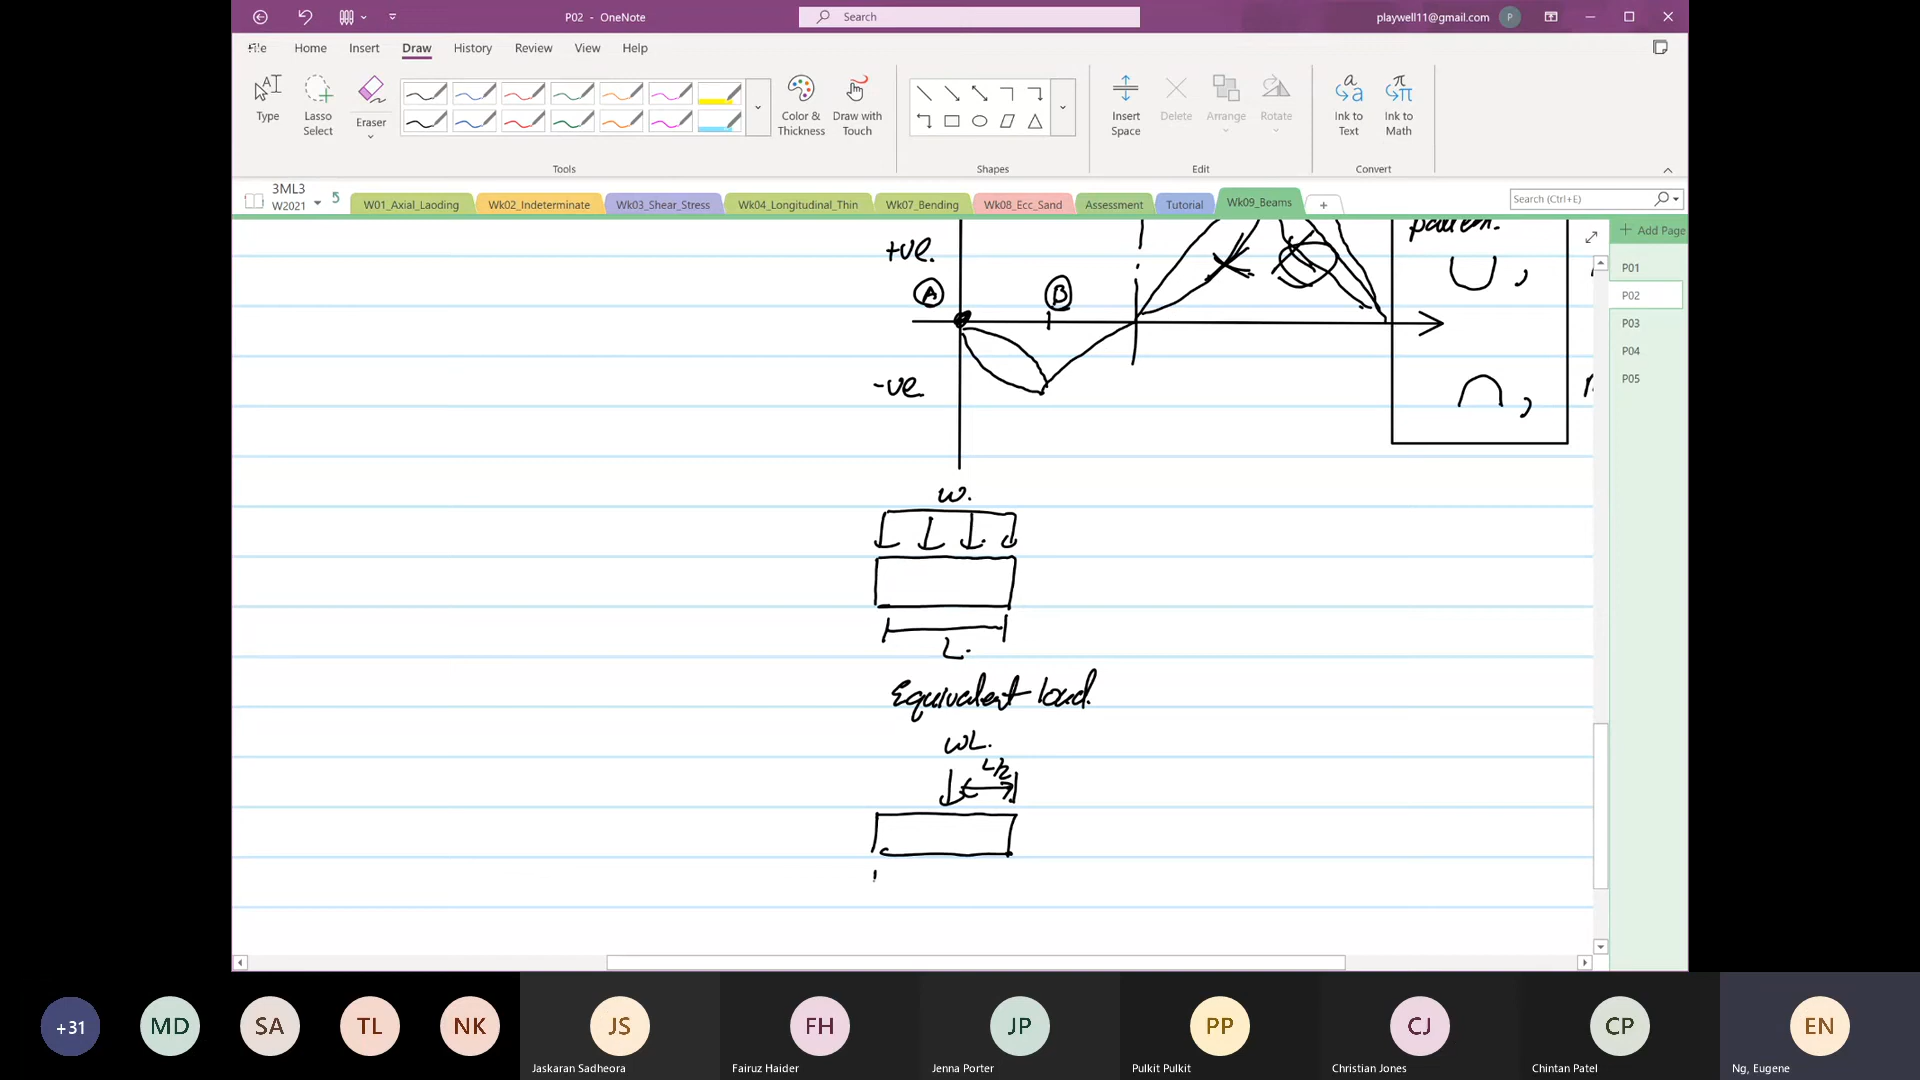 P02 - OneNote
Search
playwell11@gmail.com
P
File
Home
Insert
Draw
History
Review
View
Help
Type
Lasso
Select
Eraser
Color &
Thickness
Draw with
Touch
Insert
Space
Delete
Arrange
Rotate
Ink to
Text
Ink to
Math
Tools
Shapes
Edit
Convert
3ML3
W2021
W01_Axial_Laoding
Wk02_Indeterminate
Wk03_Shear_Stress
Wk04_Longitudinal_Thin
Wk07_Bending
Wk08_Ecc_Sand
Assessment
Tutorial
Wk09_Beams
Search (Ctrl+E)
Add Page
P01
P02
P03
P04
P05
+ve.
A
B
-ve
w.
L.
Equivalent load.
wL.
L/2
+31
MD
SA
TL
NK
JS
FH
JP
PP
CJ
CP
EN
Jaskaran Sadheora
Fairuz Haider
Jenna Porter
Pulkit Pulkit
Christian Jones
Chintan Patel
Ng, Eugene